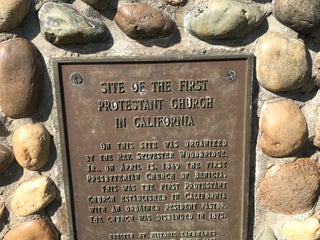 SITE OF THE FIRST
PROTESTANT CHURCH
IN CALIFORNIA
ON THIS SITE WAS ORGANIZED
BY THE REV. SYLVESTER WOODBRIDGE,
JR., ON APRIL 15, 1849 THE FIRST
PRESBYTERIAN CHURCH OF BENICIA.
THIS WAS THE FIRST PROTESTANT
CHURCH ESTABLISHED IN CALIFORNIA
WITH AN ORDAINED RESIDENT PASTOR.
THE CHURCH WAS DISBANDED IN 1875.
HISTORIC LANDMARKS